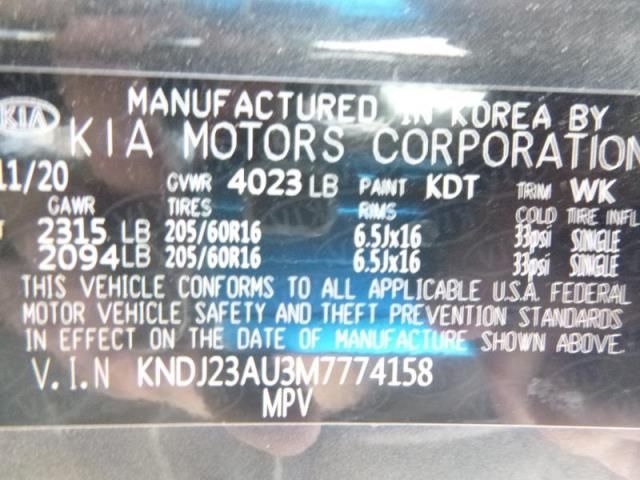 KIA
MANUFACTURED IN KOREA BY
KIA MOTORS CORPORATION
11/20 GVWR 4023 LB PAINT KDT TRIM WK
GAWR TIRES RIMS COLD TIRE INFL
2315 LB 205/60R16 6.5Jx16 33psi SINGLE
2094 LB 205/60R16 6.5Jx16 33psi SINGLE
THIS VEHICLE CONFORMS TO ALL APPLICABLE U.S.A. FEDERAL
MOTOR VEHICLE SAFETY AND THEFT PREVENTION STANDARDS
IN EFFECT ON THE DATE OF MANUFACTURE SHOWN ABOVE.
V.I.N KNDJ23AU3M7774158
MPV